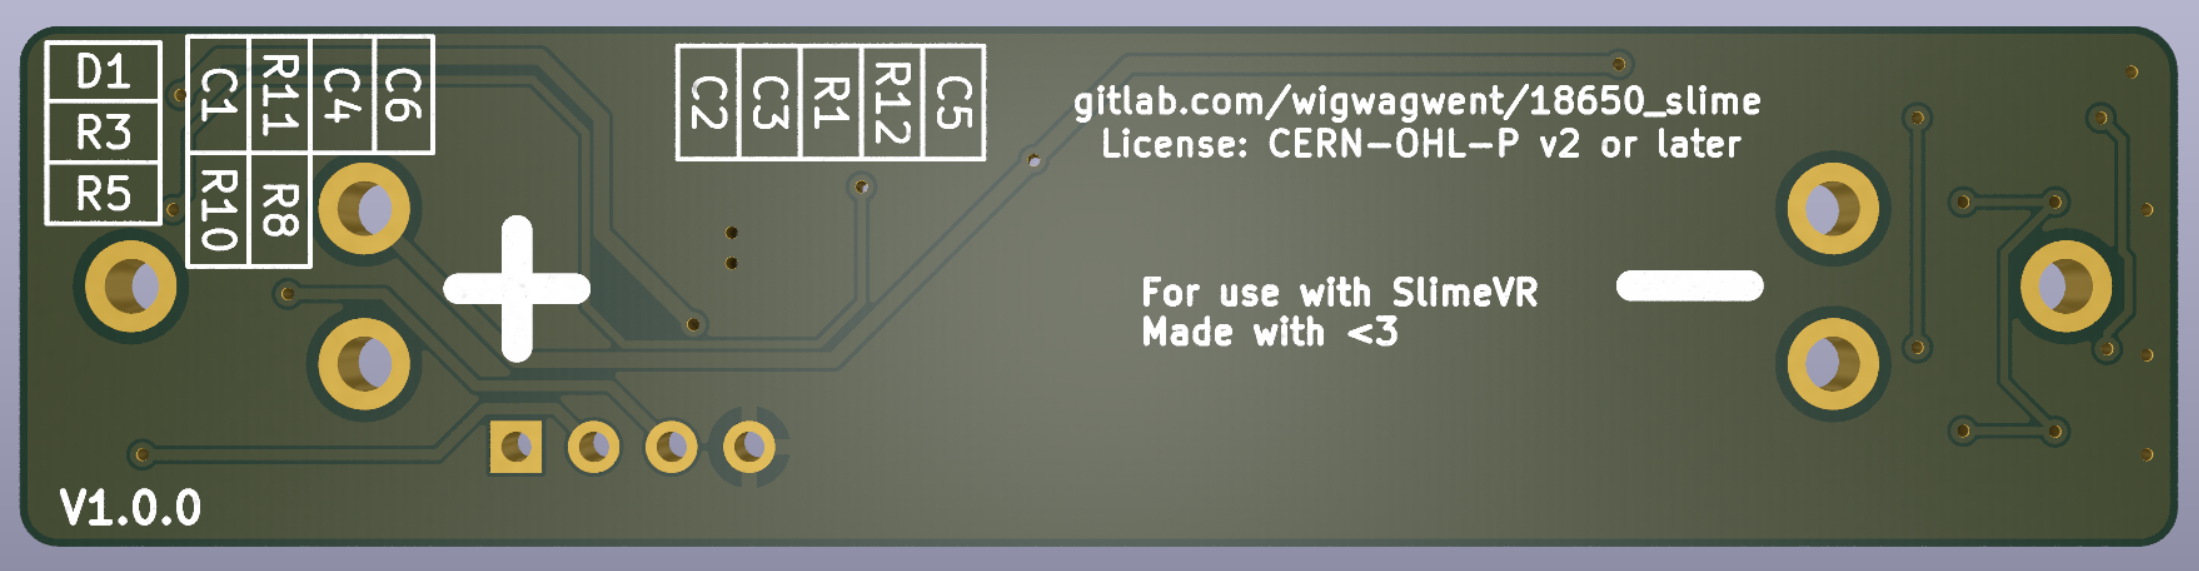 D1
R3
R5
C1
R11
C4
C6
R10
R8
C2
C3
R1
R12
C5
gitlab.com/wigwagwent/18650_slime
License: CERN-OHL-P v2 or later
+
-
For use with SlimeVR
Made with <3
V1.0.0